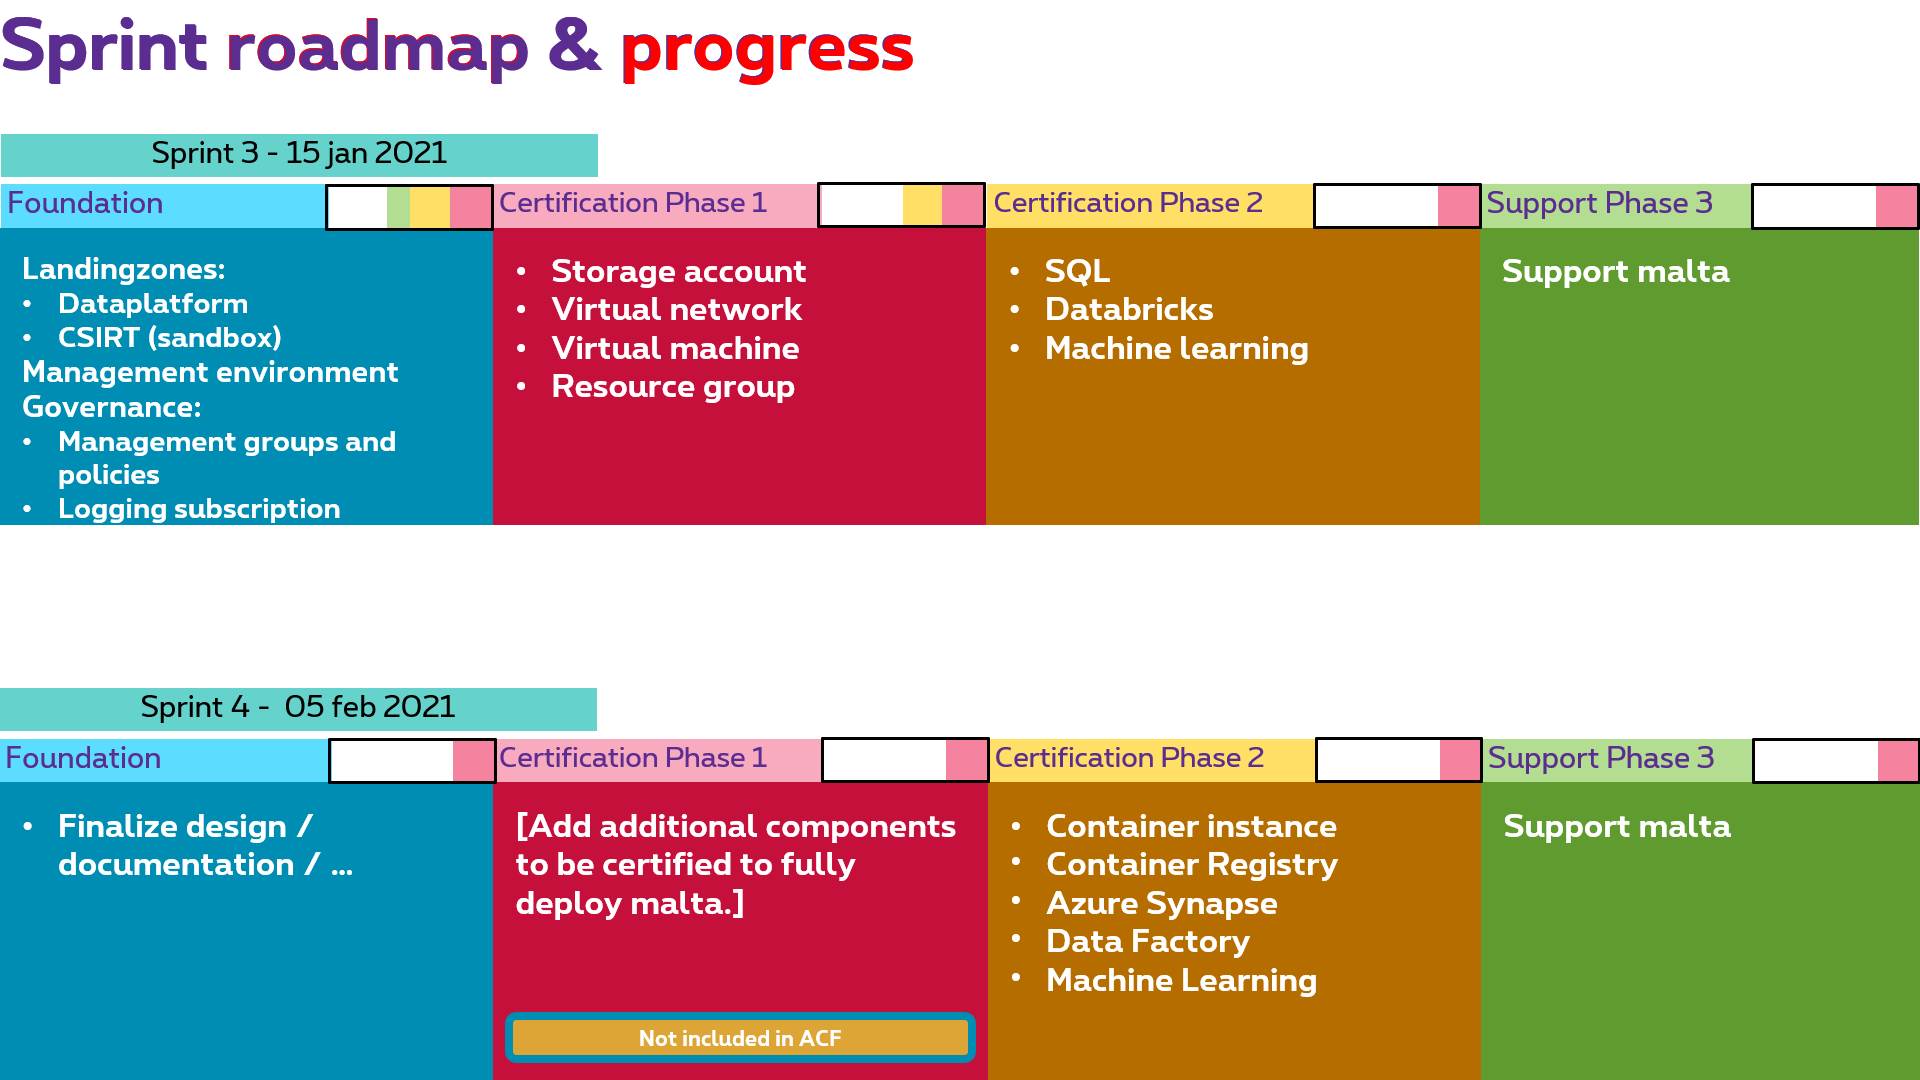 Sprint roadmap & progress
Sprint 3 - 15 jan 2021
Foundation
Certification Phase 1
Certification Phase 2
Support Phase 3
Landingzones:
• Dataplatform
• CSIRT (sandbox)
Management environment
Governance:
• Management groups and
policies
• Logging subscription
• Storage account
• Virtual network
• Virtual machine
• Resource group
• SQL
• Databricks
• Machine learning
Support malta
Sprint 4 - 05 feb 2021
Foundation
Certification Phase 1
Certification Phase 2
Support Phase 3
• Finalize design /
documentation / ...
[Add additional components
to be certified to fully
deploy malta.]
Not included in ACF
• Container instance
• Container Registry
• Azure Synapse
• Data Factory
• Machine Learning
Support malta